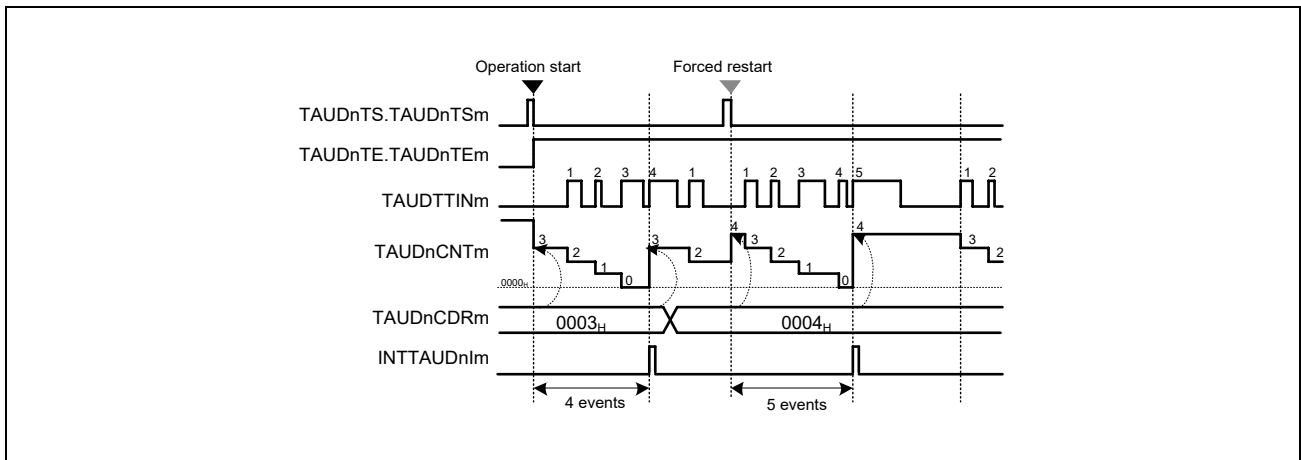 Operation start Forced restart
TAUDnTS.TAUDnTSm
TAUDnTE.TAUDnTEm
1 2 3 4 1 1 2 3 4 5 1 2
TAUDTTINm
3 2 1 0 3 2 4 3 2 1 0 4 3 2
TAUDnCNTm
0000H
TAUDnCDRm
0003H 0004H
INTTAUDnIm
4 events 5 events